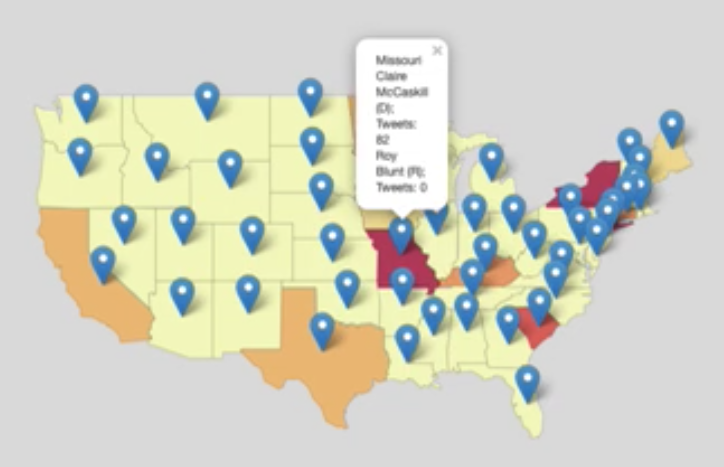 Missouri
Claire
McCaskill
(D);
Tweets:
82
Roy
Blunt (R);
Tweets: 0